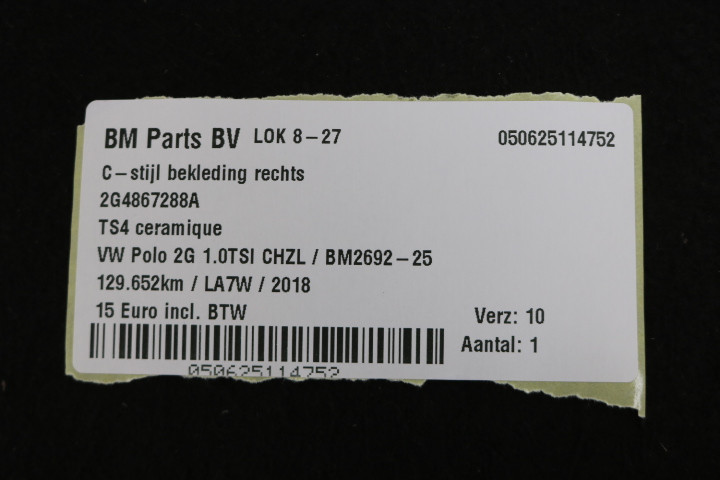 BM Parts BV LOK 8-27 050625114752
C-stijl bekleding rechts
2G4867288A
TS4 ceramique
VW Polo 2G 1.0TSI CHZL / BM2692-25
129.652km / LA7W / 2018
15 Euro incl. BTW Verz: 10
Aantal: 1
050625114752